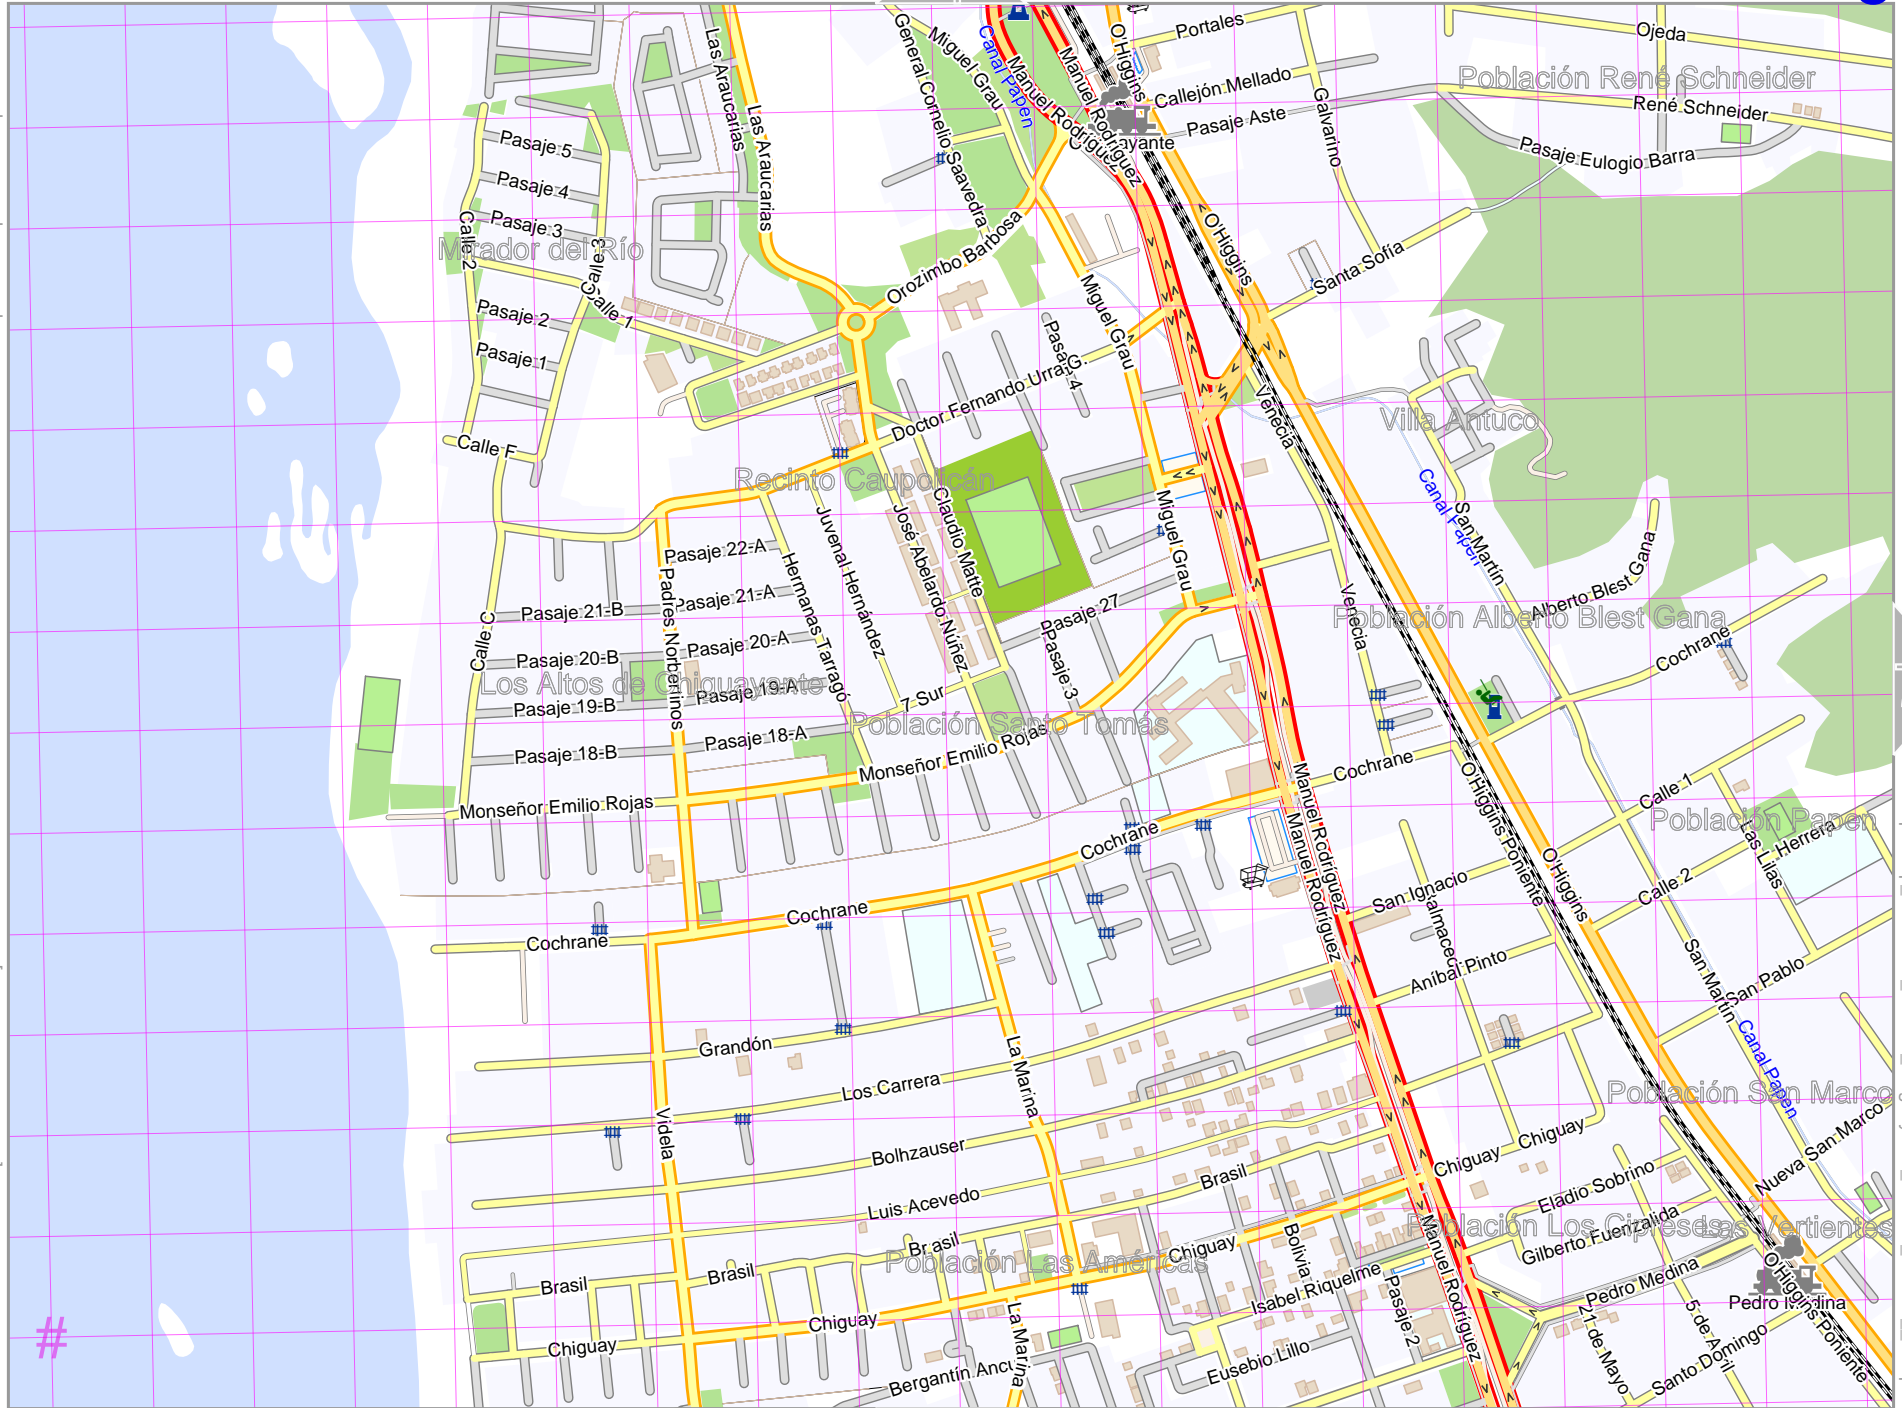 Portales
Ojeda
Las Araucarias
General Cornelio Saavedra
Miguel Grau
Canal Papen
Manuel Rodríguez
Manuel Rodríguez
O'Higgins
Población René Schneider
Callejón Mellado
René Schneider
Pasaje Aste
Galvarino
Pasaje Eulogio Barra
Las Araucarias
Pasaje 5
Pasaje 4
Pasaje 3
Calle 2
Calle 3
Mirador del Río
Calle 1
Pasaje 2
Pasaje 1
Calle F
Orozimbo Barbosa
O'Higgins
Santa Sofía
Miguel Grau
Pasaje 4
Doctor Fernando Urra G.
Venecia
Villa Antuco
Recinto Caupolicán
Canal Papen
San Martín
Claudio Matte
José Abelardo Núñez
Juvenal Hernández
Hermanas Tarragó
Miguel Grau
Pasaje 22-A
Pasaje 21-A
Pasaje 21-B
Padres Norbertinos
Pasaje 27
Alberto Blest Gana
Población Alberto Blest Gana
Venecia
Calle C
Pasaje 20-B
Pasaje 20-A
Pasaje 3
Cochrane
Los Altos de Chiguayante
Pasaje 19-A
Pasaje 19-B
7 Sur
Población Santo Tomás
Pasaje 18-A
Pasaje 18-B
Monseñor Emilio Rojas
Monseñor Emilio Rojas
Cochrane
O'Higgins Poniente
Calle 1
Población Papen
Manuel Rodríguez
Manuel Rodríguez
Cochrane
Las Lilas
Herrera
O'Higgins
San Ignacio
Calle 2
Cochrane
Cochrane
Aníbal Pinto
San Martín
San Pablo
Canal Papen
Grandón
La Marina
Los Carrera
Población San Marco
Videla
Bolhzauser
Chiguay
Chiguay
Nueva San Marco
Brasil
Eladio Sobrino
Luis Acevedo
Gilberto Fuenzalida
Población Los Cipreses
Las Vertientes
Brasil
Población Las Américas
Chiguay
Bolivia
Manuel Rodríguez
Brasil
Brasil
Isabel Riquelme
Pasaje 2
Pedro Medina
Pedro Medina
O'Higgins Poniente
Chiguay
La Marina
Chiguay
Eusebio Lillo
21 de Mayo
5 de Abril
Santo Domingo
#